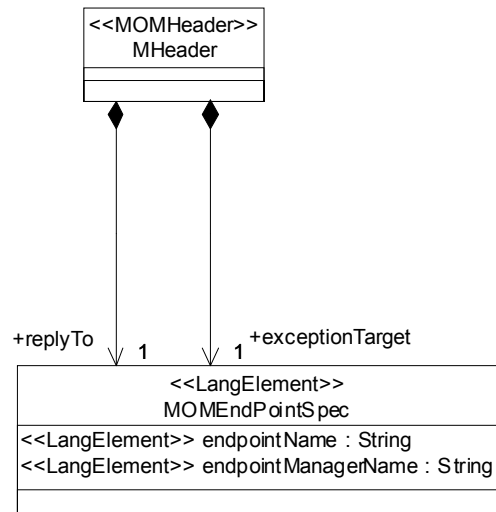 <<MOMHeader>>
MHeader
+replyTo
1
1
+exceptionTarget
<<LangElement>>
MOMEndPointSpec
<<LangElement>> endpointName : String
<<LangElement>> endpointManagerName : String